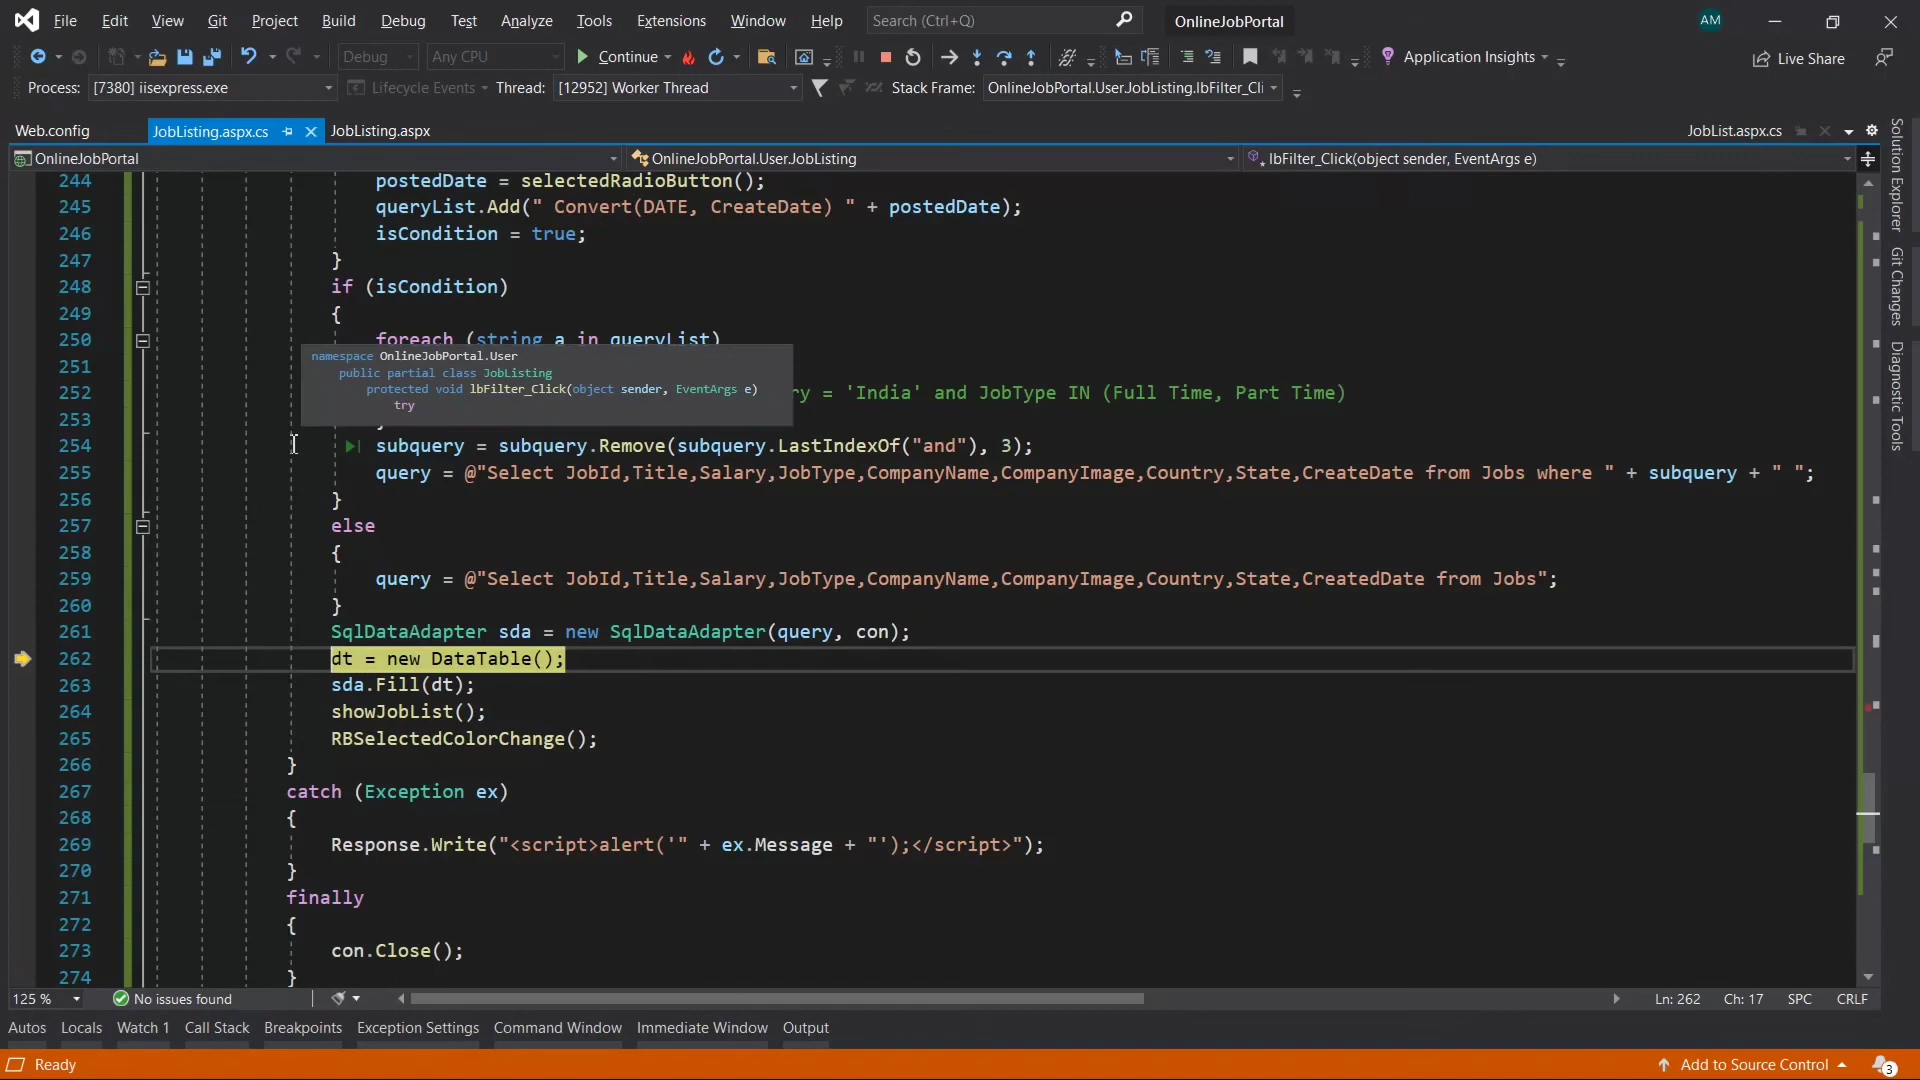 File Edit View Git Project Build Debug Test Analyze Tools Extensions Window Help Search (Ctrl+Q) OnlineJobPortal AM
Debug Any CPU Continue Application Insights Live Share
Process: [7380] iisexpress.exe Lifecycle Events Thread: [12952] Worker Thread Stack Frame: OnlineJobPortal.User.JobListing.lbFilter_Cli
Web.config JobListing.aspx.cs JobListing.aspx JobList.aspx.cs
OnlineJobPortal OnlineJobPortal.User.JobListing lbFilter_Click(object sender, EventArgs e)
244 postedDate = selectedRadioButton();
245 queryList.Add(" Convert(DATE, CreateDate) " + postedDate);
246 isCondition = true;
247 }
248 if (isCondition)
249 {
250 foreach (string a in queryList)
251
namespace OnlineJobPortal.User
public partial class JobListing
protected void lbFilter_Click(object sender, EventArgs e)
try
252 ry = 'India' and JobType IN (Full Time, Part Time)
253 }
254 subquery = subquery.Remove(subquery.LastIndexOf("and"), 3);
255 query = @"Select JobId,Title,Salary,JobType,CompanyName,CompanyImage,Country,State,CreateDate from Jobs where " + subquery + " ";
256 }
257 else
258 {
259 query = @"Select JobId,Title,Salary,JobType,CompanyName,CompanyImage,Country,State,CreatedDate from Jobs";
260 }
261 SqlDataAdapter sda = new SqlDataAdapter(query, con);
262 dt = new DataTable();
263 sda.Fill(dt);
264 showJobList();
265 RBSelectedColorChange();
266 }
267 catch (Exception ex)
268 {
269 Response.Write("<script>alert('" + ex.Message + "');</script>");
270 }
271 finally
272 {
273 con.Close();
274 }
Solution Explorer
Git Changes
Diagnostic Tools
125 % No issues found Ln: 262 Ch: 17 SPC CRLF
Autos Locals Watch 1 Call Stack Breakpoints Exception Settings Command Window Immediate Window Output
Ready Add to Source Control 3